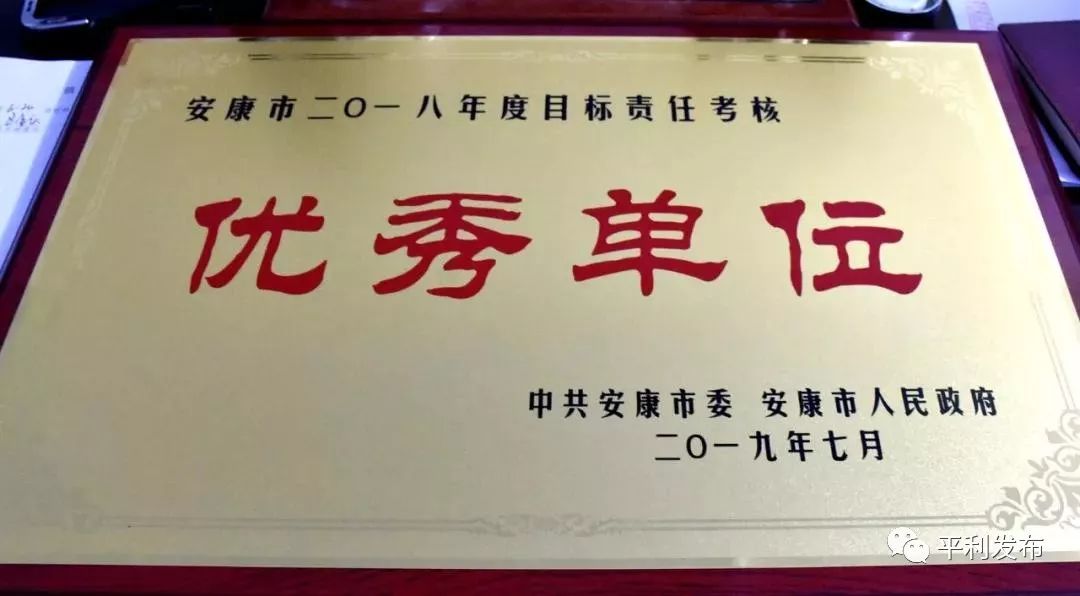 安康市二〇一八年度目标责任考核
优秀单位
中共安康市委 安康市人民政府
二〇一九年七月
平利发布